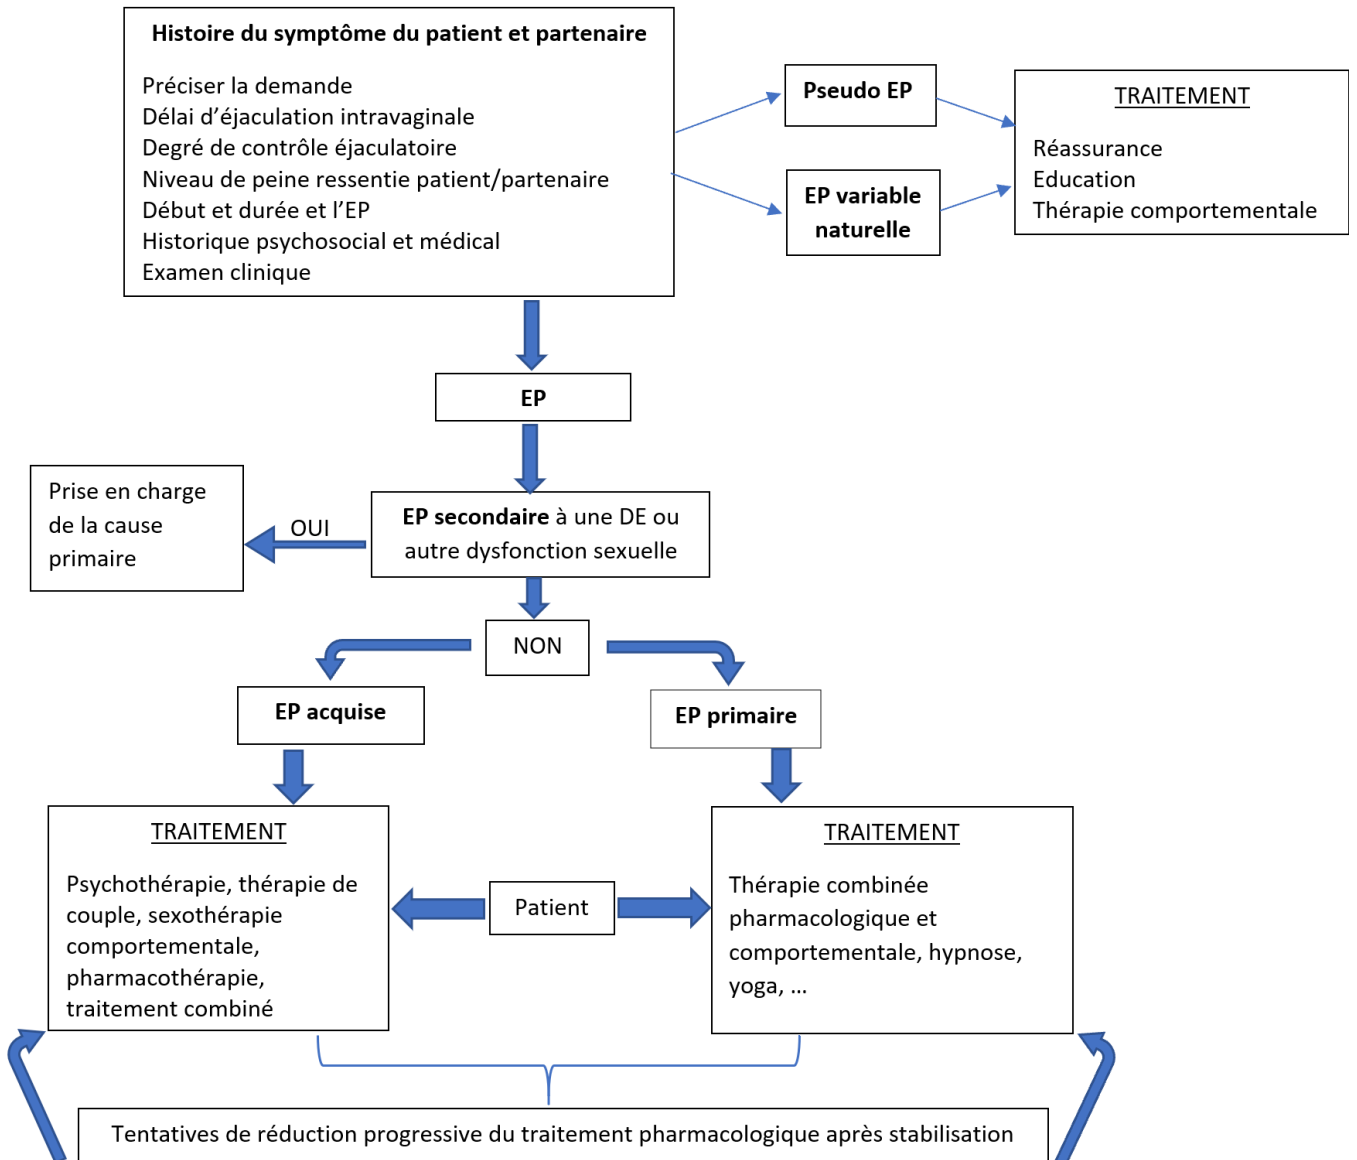 Histoire du symptôme du patient et partenaire
Préciser la demande
Délai d’éjaculation intravaginale
Degré de contrôle éjaculatoire
Niveau de peine ressentie patient/partenaire
Début et durée et l’EP
Historique psychosocial et médical
Examen clinique
Pseudo EP
EP variable
naturelle
TRAITEMENT
Réassurance
Education
Thérapie comportementale
EP
EP secondaire à une DE ou
autre dysfonction sexuelle
OUI
Prise en charge
de la cause
primaire
NON
EP acquise
EP primaire
TRAITEMENT
Psychothérapie, thérapie de
couple, sexothérapie
comportementale,
pharmacothérapie,
traitement combiné
Patient
TRAITEMENT
Thérapie combinée
pharmacologique et
comportementale, hypnose,
yoga, ...
Tentatives de réduction progressive du traitement pharmacologique après stabilisation